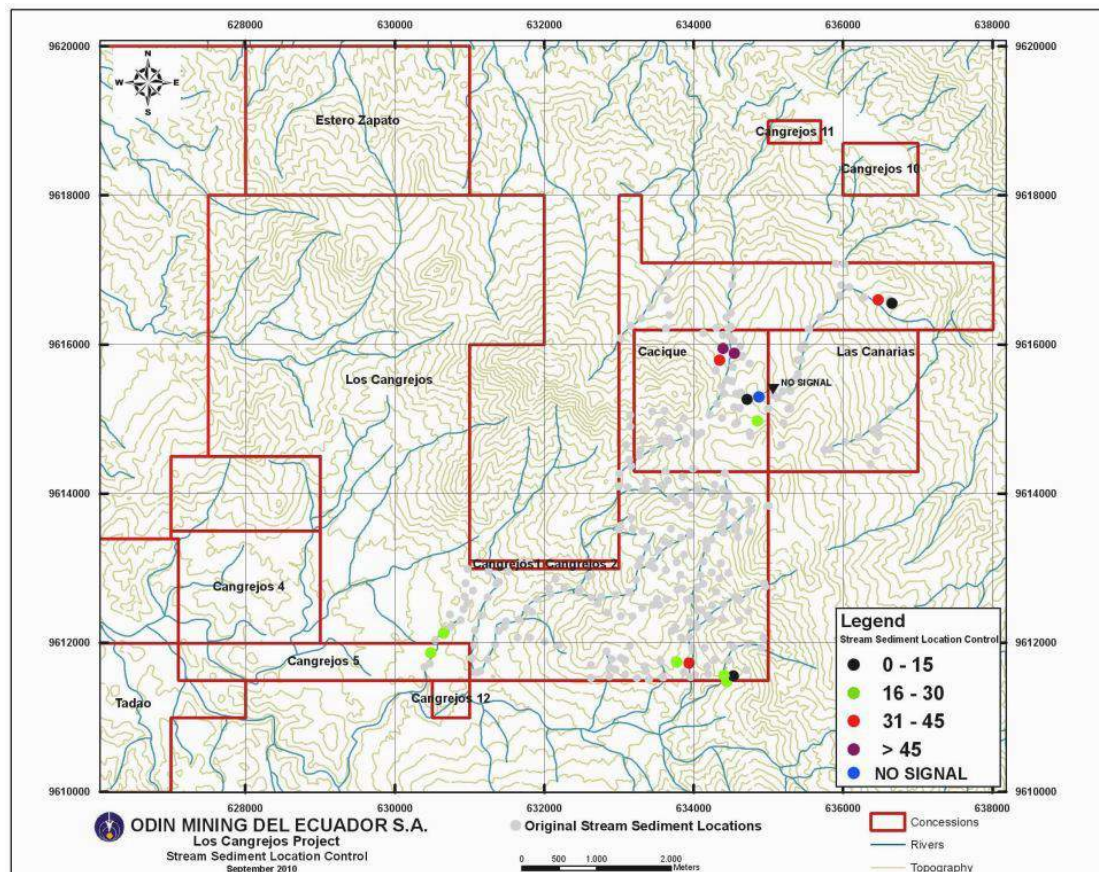 628000 630000 632000 634000 636000 638000
9620000 9620000
N
W E
S
Estero Zapato
Cangrejos 11
Cangrejos 10
9618000 9618000
9616000 9616000
Cacique
Las Canarias
Los Cangrejos
NO SIGNAL
9614000 9614000
Cangrejos 1 Cangrejos 2
Cangrejos 4
9612000 9612000
Cangrejos 5
Cangrejos 12
Tadao
Legend
Stream Sediment Location Control
0 - 15
16 - 30
31 - 45
> 45
NO SIGNAL
9610000 9610000
628000 630000 632000 634000 636000 638000
ODIN MINING DEL ECUADOR S.A.
Los Cangrejos Project
Stream Sediment Location Control
September 2010
Original Stream Sediment Locations
0 500 1.000 2.000
Meters
Concessions
Rivers
Topography